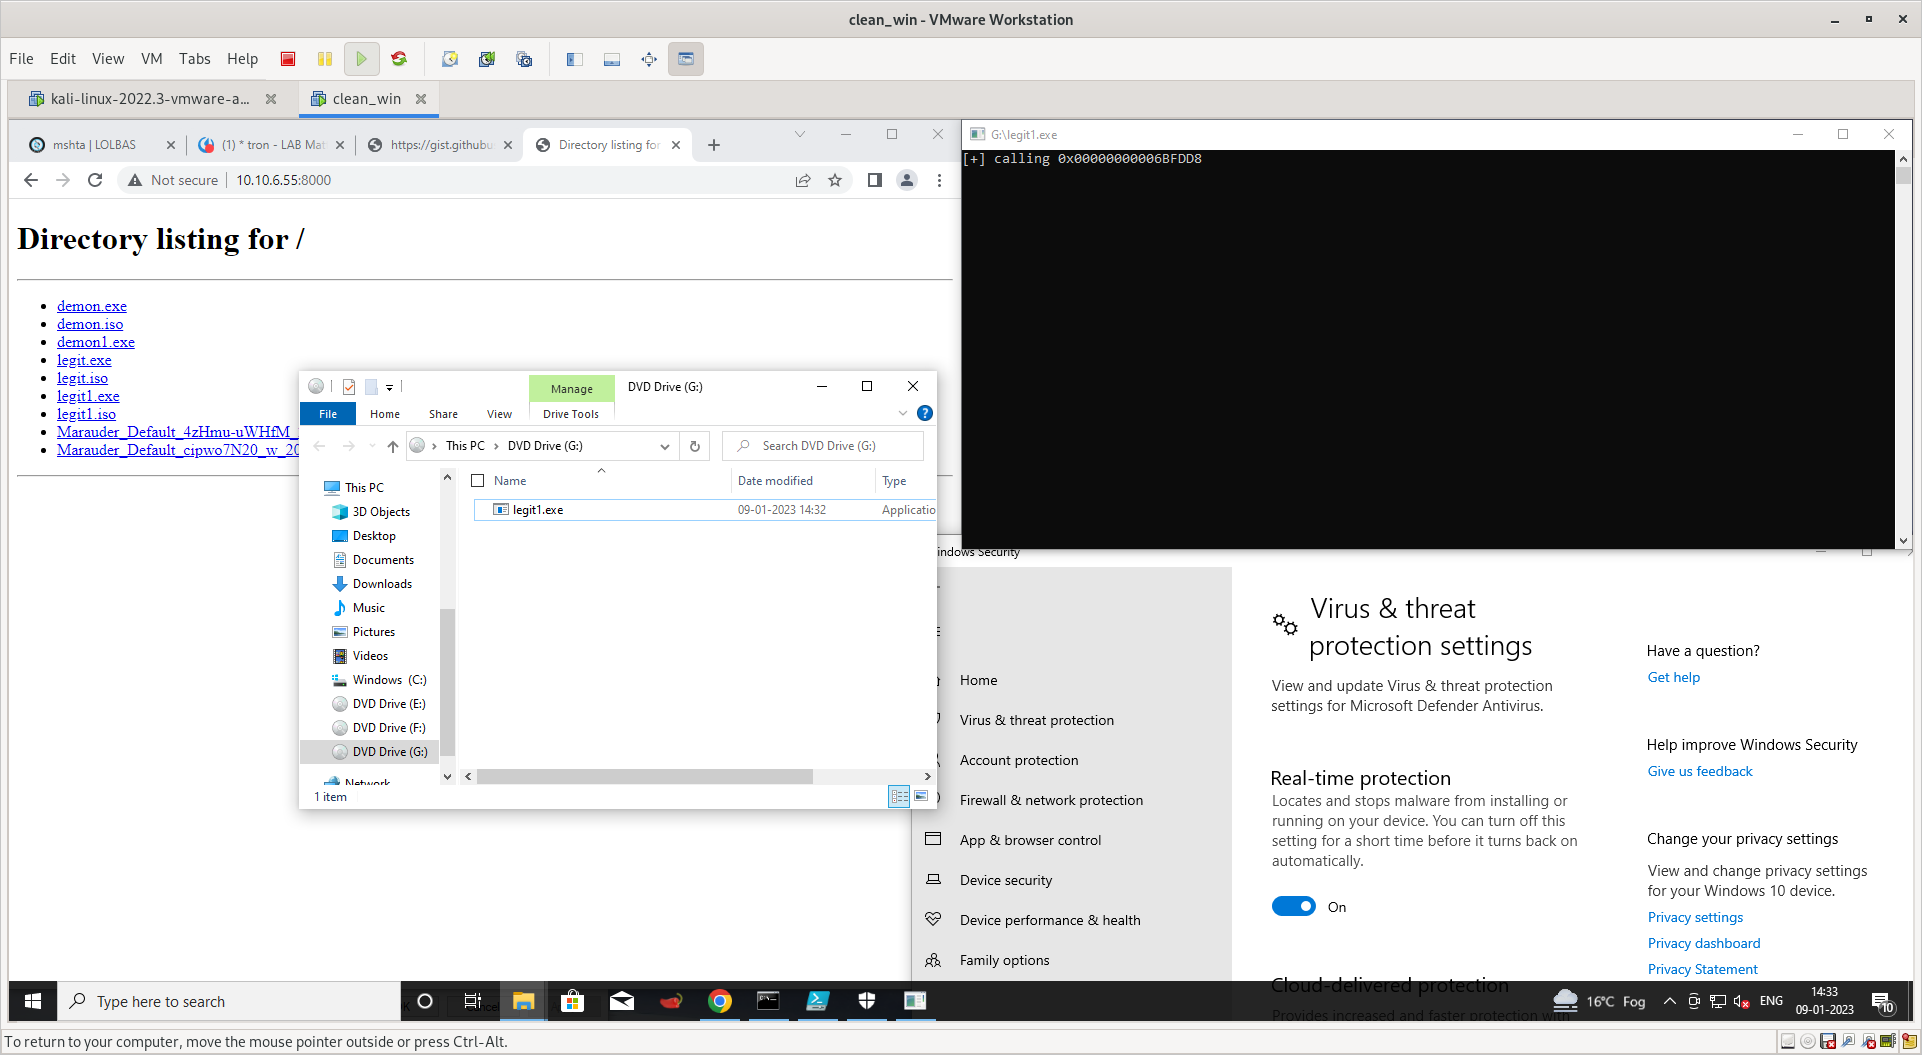 clean_win - VMware Workstation
File Edit View VM Tabs Help
kali-linux-2022.3-vmware-a...
clean_win
mshta | LOLBAS
(1) * tron - LAB Mat
https://gist.githubu
Directory listing for
Not secure
10.10.6.55:8000
Directory listing for /
demon.exe
demon.iso
demon1.exe
legit.exe
legit.iso
legit1.exe
legit1.iso
Marauder_Default_4zHmu-uWHfM_
Marauder_Default_cipwo7N20_w_20
G:\legit1.exe
[+] calling 0x00000000006BFDD8
Manage
DVD Drive (G:)
File Home Share View Drive Tools
This PC
DVD Drive (G:)
Search DVD Drive (G:)
This PC
3D Objects
Desktop
Documents
Downloads
Music
Pictures
Videos
Windows (C:)
DVD Drive (E:)
DVD Drive (F:)
DVD Drive (G:)
Network
Name Date modified Type
legit1.exe 09-01-2023 14:32 Applicatio
1 item
indows Security
Home
Virus & threat protection
Account protection
Firewall & network protection
App & browser control
Device security
Device performance & health
Family options
Virus & threat
protection settings
View and update Virus & threat protection
settings for Microsoft Defender Antivirus.
Real-time protection
Locates and stops malware from installing or
running on your device. You can turn off this
setting for a short time before it turns back on
automatically.
On
Cloud-delivered protection
Provides increased and faster protection with
Have a question?
Get help
Help improve Windows Security
Give us feedback
Change your privacy settings
View and change privacy settings
for your Windows 10 device.
Privacy settings
Privacy dashboard
Privacy Statement
Type here to search
16°C Fog
ENG
14:33
09-01-2023
10
To return to your computer, move the mouse pointer outside or press Ctrl-Alt.